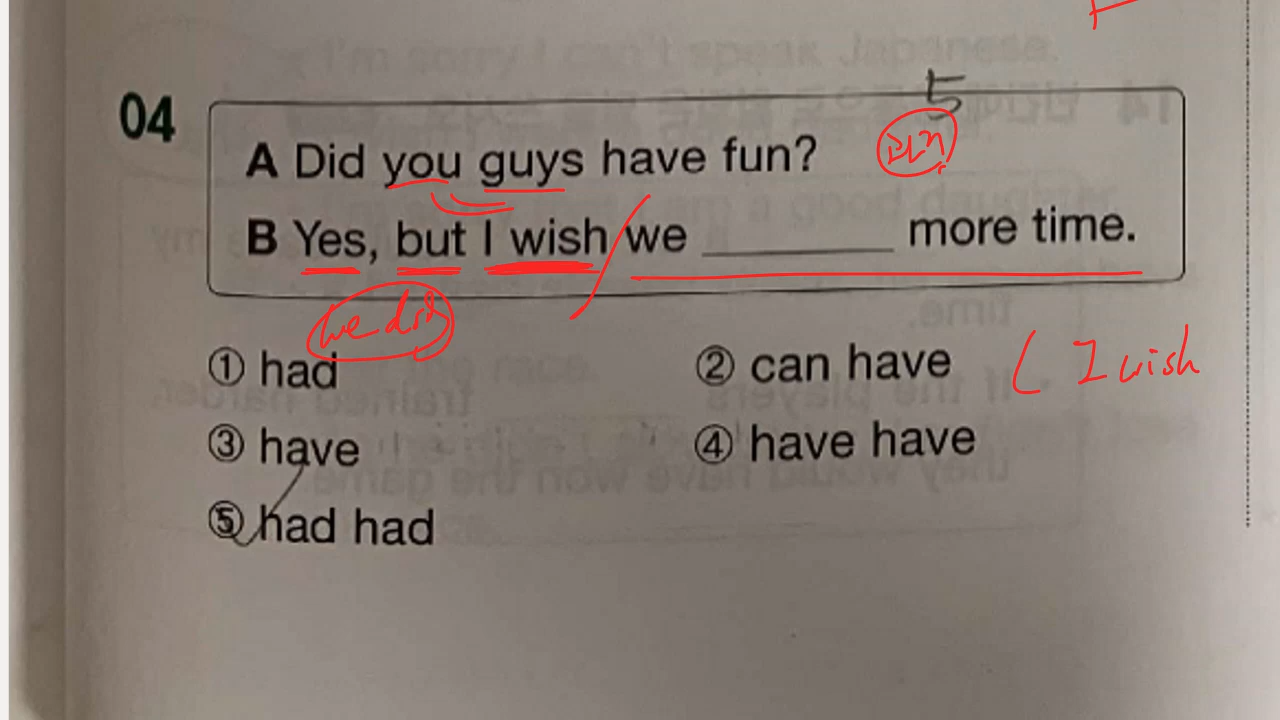 04
5
A Did you guys have fun?
B Yes, but I wish we ________ more time.
we did
① had
② can have
( I wish
③ have
④ have have
⑤ had had